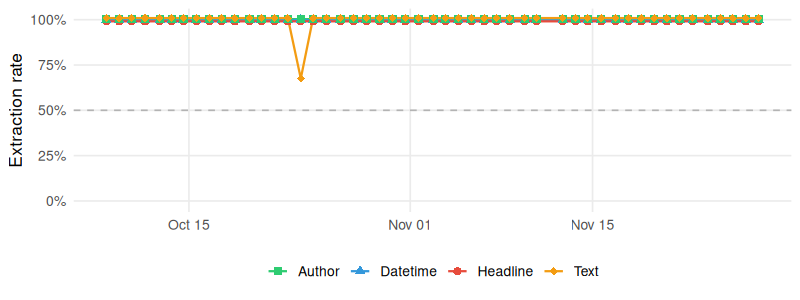 Extraction rate
100%
75%
50%
25%
0%
Oct 15
Nov 01
Nov 15
Author
Datetime
Headline
Text